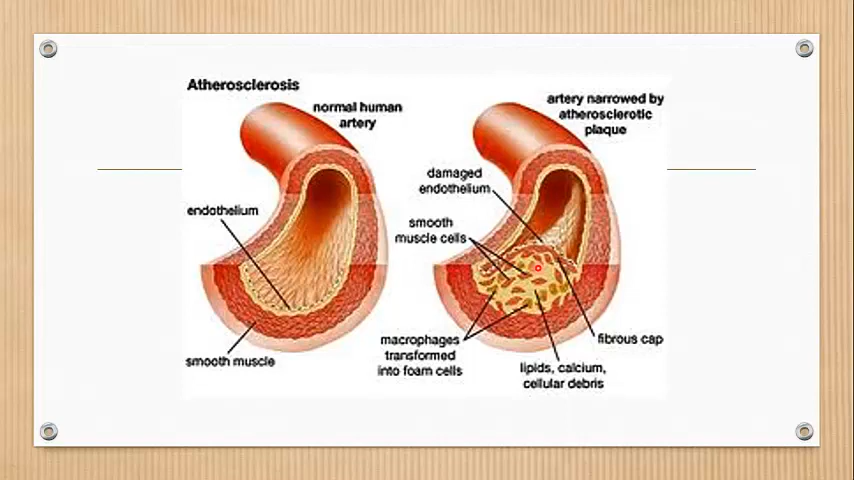 Atherosclerosis
normal human
artery
artery narrowed by
atherosclerotic
plaque
damaged
endothelium
endothelium
smooth
muscle cells
macrophages
transformed
into foam cells
fibrous cap
smooth muscle
lipids, calcium,
cellular debris